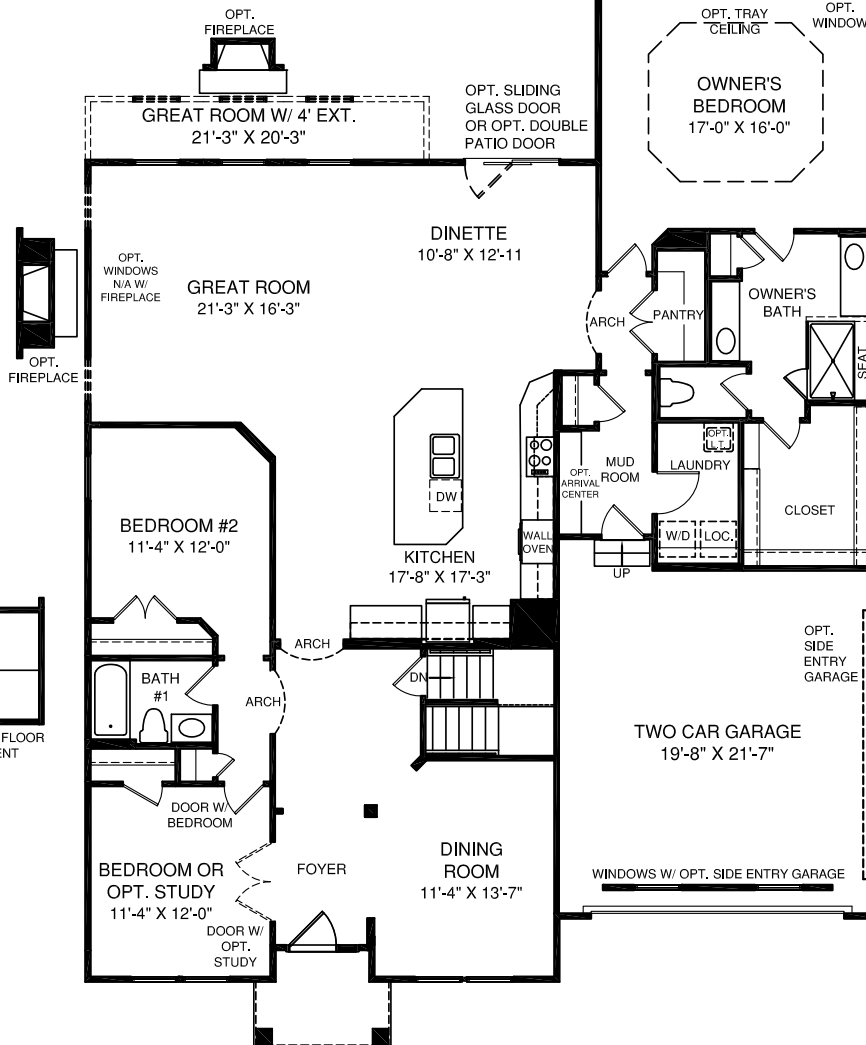 OPT.
FIREPLACE
OPT. TRAY
CEILING
OPT.
WINDOW
OWNER'S
BEDROOM
17'-0" X 16'-0"
GREAT ROOM W/ 4' EXT.
21'-3" X 20'-3"
OPT. SLIDING
GLASS DOOR
OR OPT. DOUBLE
PATIO DOOR
DINETTE
10'-8" X 12'-11
OPT.
WINDOWS
N/A W/
FIREPLACE
GREAT ROOM
21'-3" X 16'-3"
OPT.
FIREPLACE
ARCH
PANTRY
OWNER'S
BATH
SEAT
OPT.
L.T.
LAUNDRY
MUD
ROOM
OPT.
ARRIVAL
CENTER
CLOSET
W/D
LOC.
UP
DW
WALL
OVEN
KITCHEN
17'-8" X 17'-3"
BEDROOM #2
11'-4" X 12'-0"
ARCH
DN
BATH
#1
ARCH
FLOOR
ENT
OPT.
SIDE
ENTRY
GARAGE
TWO CAR GARAGE
19'-8" X 21'-7"
DOOR W/
BEDROOM
BEDROOM OR
OPT. STUDY
11'-4" X 12'-0"
DOOR W/
OPT.
STUDY
FOYER
DINING
ROOM
11'-4" X 13'-7"
WINDOWS W/ OPT. SIDE ENTRY GARAGE